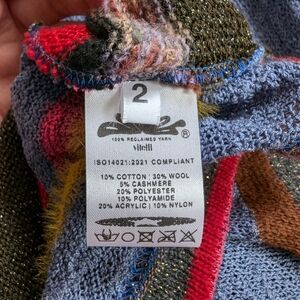 2
®
100% RECLAIMED YARN
vitelli
ISO14021:2021 COMPLIANT
10% COTTON | 30% WOOL
5% CASHMERE
20% POLYESTER
10% POLYAMIDE
20% ACRYLIC | 10% NYLON